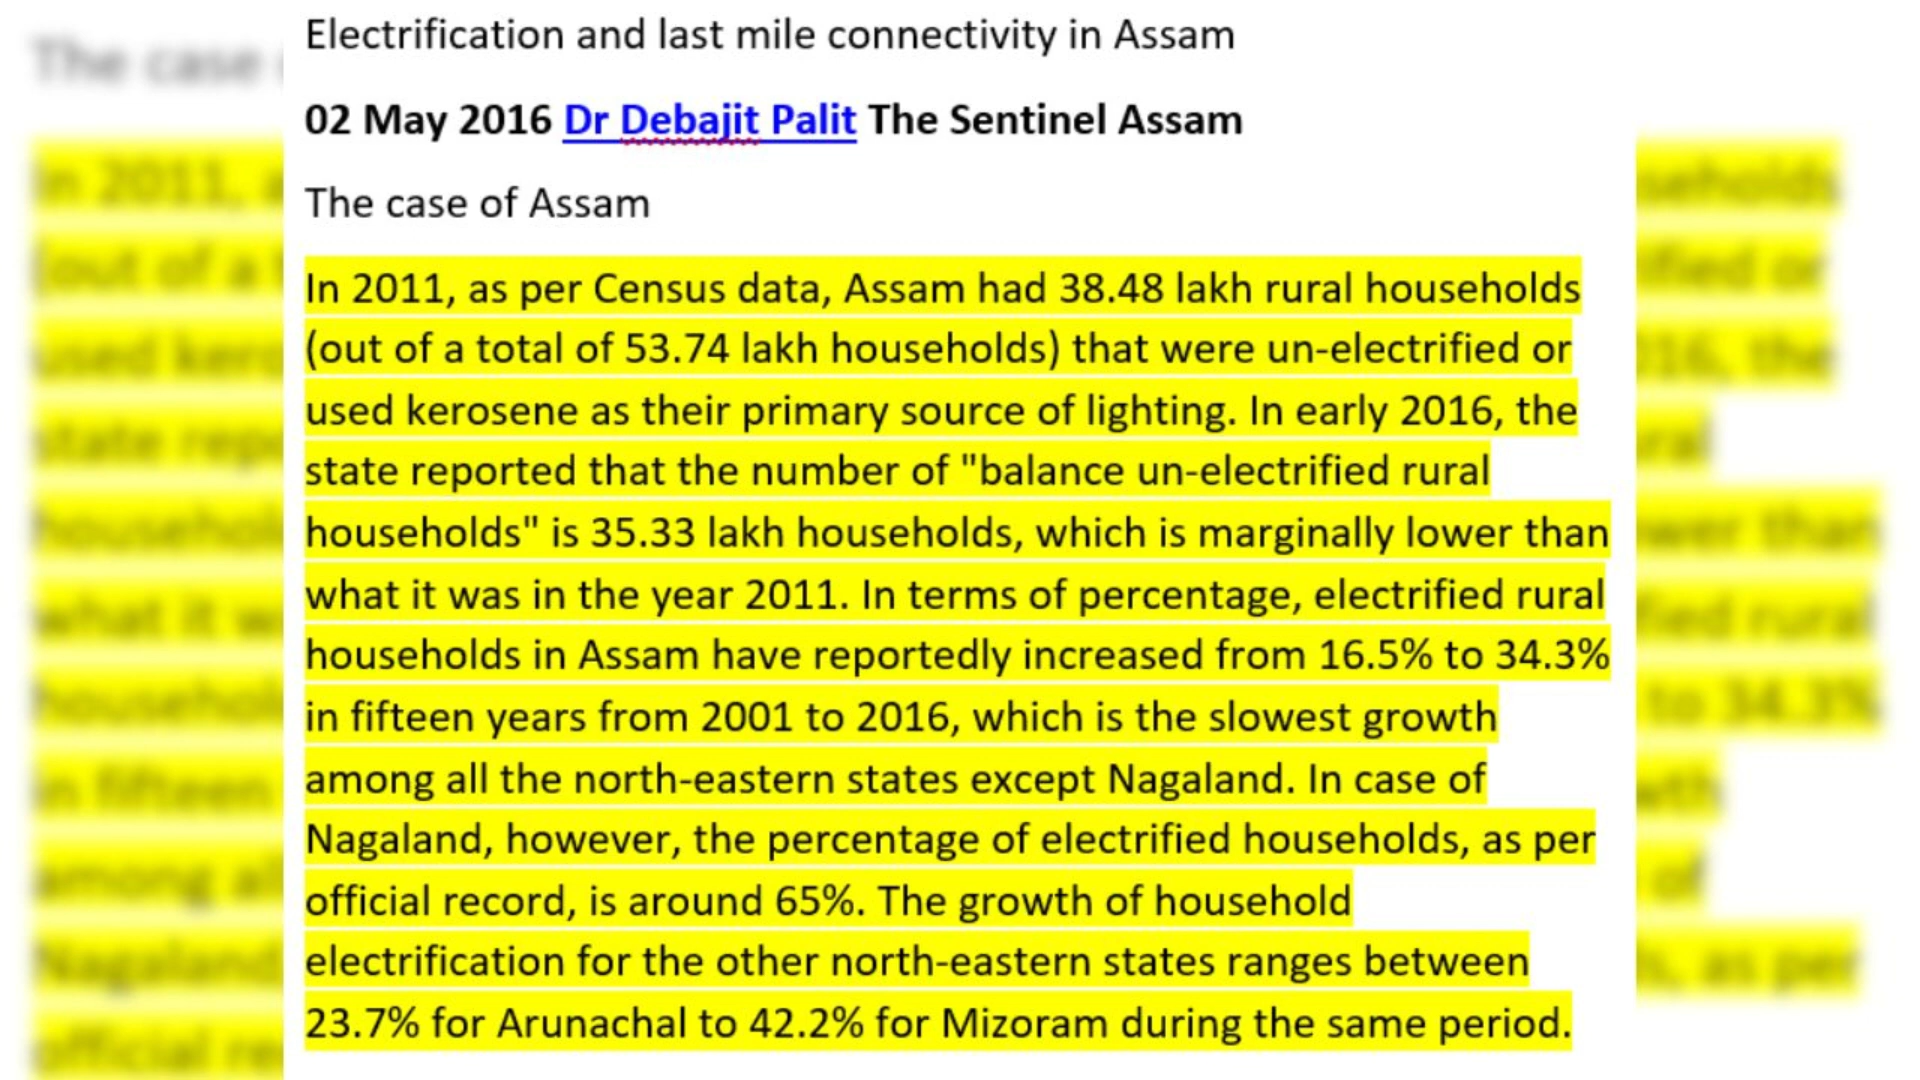 Electrification and last mile connectivity in Assam
02 May 2016 Dr Debajit Palit The Sentinel Assam
The case of Assam
In 2011, as per Census data, Assam had 38.48 lakh rural households
(out of a total of 53.74 lakh households) that were un-electrified or
used kerosene as their primary source of lighting. In early 2016, the
state reported that the number of "balance un-electrified rural
households" is 35.33 lakh households, which is marginally lower than
what it was in the year 2011. In terms of percentage, electrified rural
households in Assam have reportedly increased from 16.5% to 34.3%
in fifteen years from 2001 to 2016, which is the slowest growth
among all the north-eastern states except Nagaland. In case of
Nagaland, however, the percentage of electrified households, as per
official record, is around 65%. The growth of household
electrification for the other north-eastern states ranges between
23.7% for Arunachal to 42.2% for Mizoram during the same period.